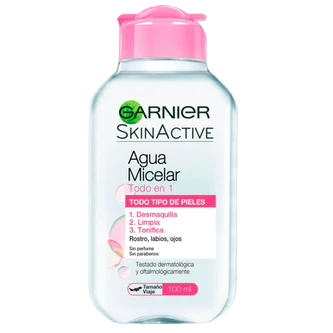 GARNIER
SKINACTIVE
Agua
Micelar
Todo en 1
TODO TIPO DE PIELES
1. Desmaquilla
2. Limpia
3. Tonifica
Rostro, labios, ojos
Sin perfume
Sin parabenos
Testado dermatológica
y oftalmológicamente
Tamaño
Viaje
100 ml